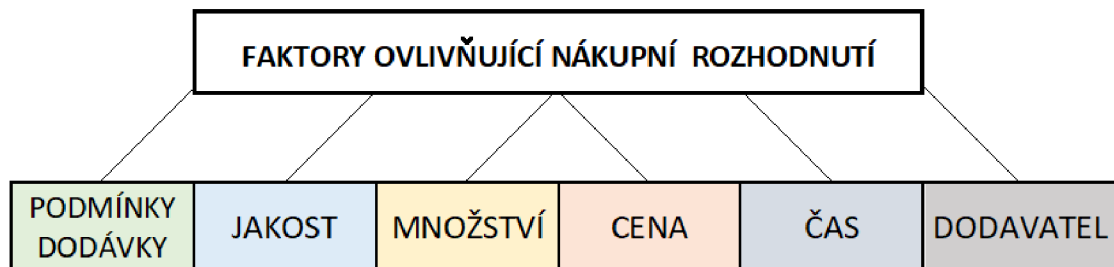 FAKTORY OVLIVŇUJÍCÍ NÁKUPNÍ ROZHODNUTÍ
PODMÍNKY
DODÁVKY
JAKOST
MNOŽSTVÍ
CENA
ČAS
DODAVATEL